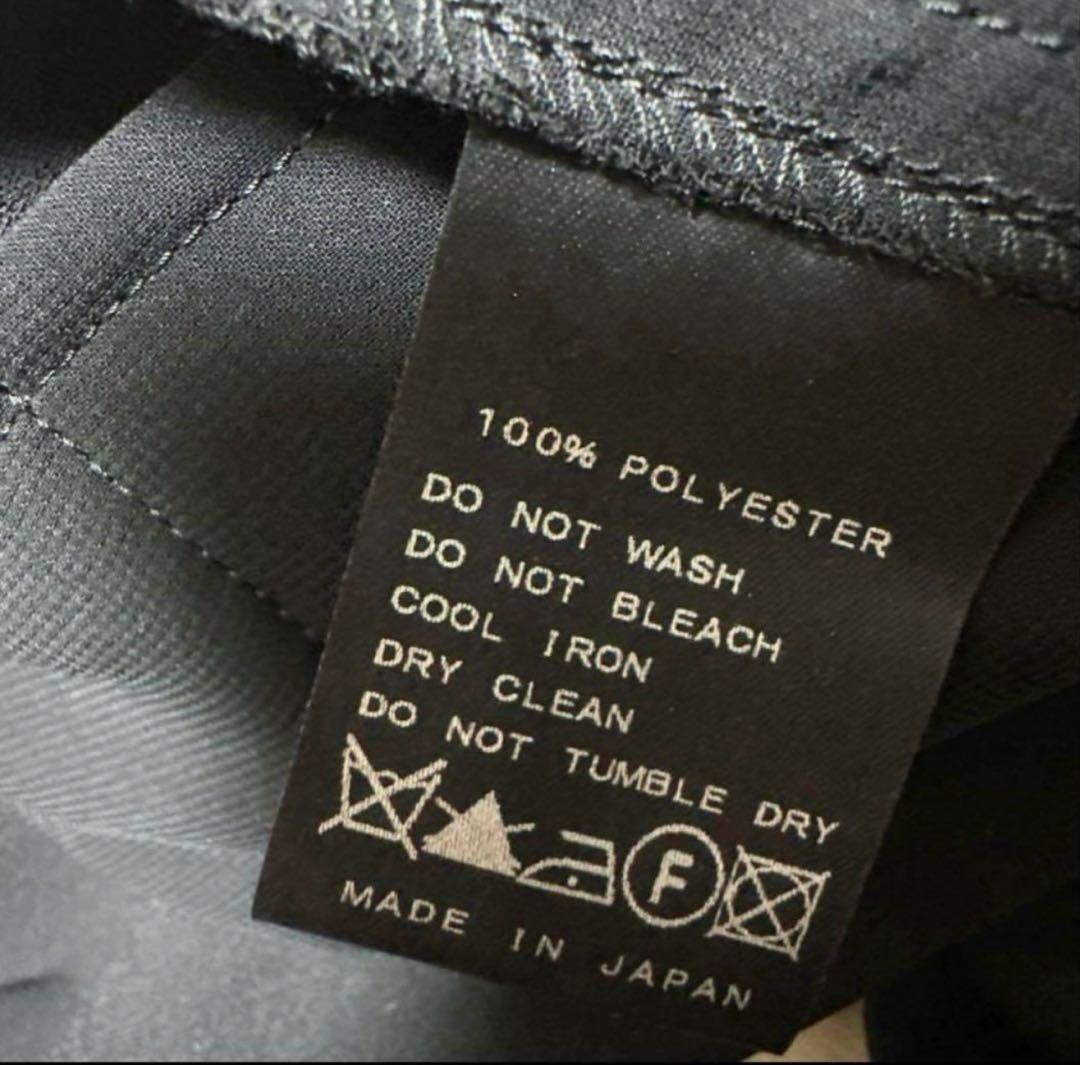 100% POLYESTER
DO NOT WASH
DO NOT BLEACH
COOL IRON
DRY CLEAN
DO NOT TUMBLE DRY
F
MADE IN JAPAN